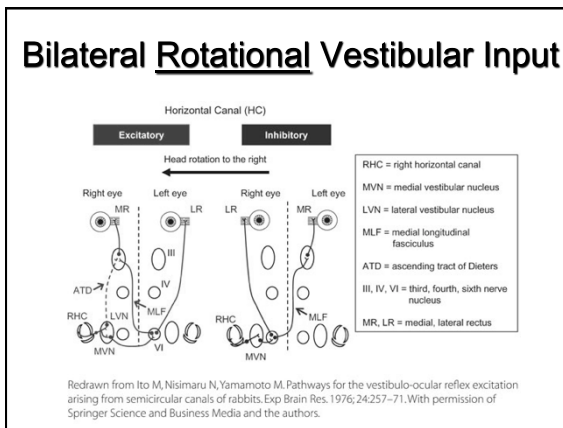 Bilateral Rotational Vestibular Input
Horizontal Canal (HC)
Excitatory
Inhibitory
Head rotation to the right
Right eye
Left eye
Right eye
Left eye
MR
LR
LR
MR
III
IV
ATD
MLF
LVN
RHC
MVN
VI
MLF
RHC
MVN
RHC = right horizontal canal
MVN = medial vestibular nucleus
LVN = lateral vestibular nucleus
MLF = medial longitudinal
fasciculus
ATD = ascending tract of Dieters
III, IV, VI = third, fourth, sixth nerve
nucleus
MR, LR = medial, lateral rectus
Redrawn from Ito M, Nisimaru N, Yamamoto M. Pathways for the vestibulo-ocular reflex excitation
arising from semicircular canals of rabbits. Exp Brain Res. 1976; 24:257–71. With permission of
Springer Science and Business Media and the authors.